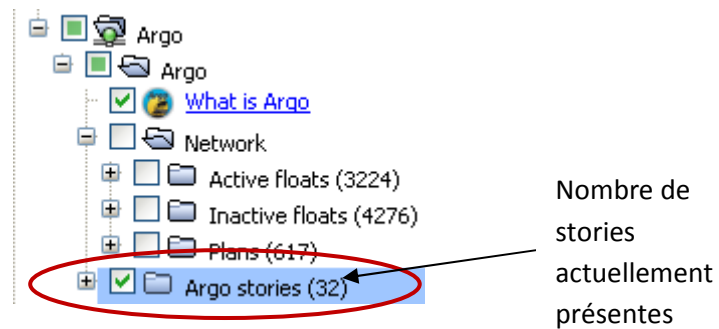 Argo
Argo
What is Argo
Network
Active floats (3224)
Inactive floats (4276)
Plans (617)
Argo stories (32)
Nombre de
stories
actuellement
présentes